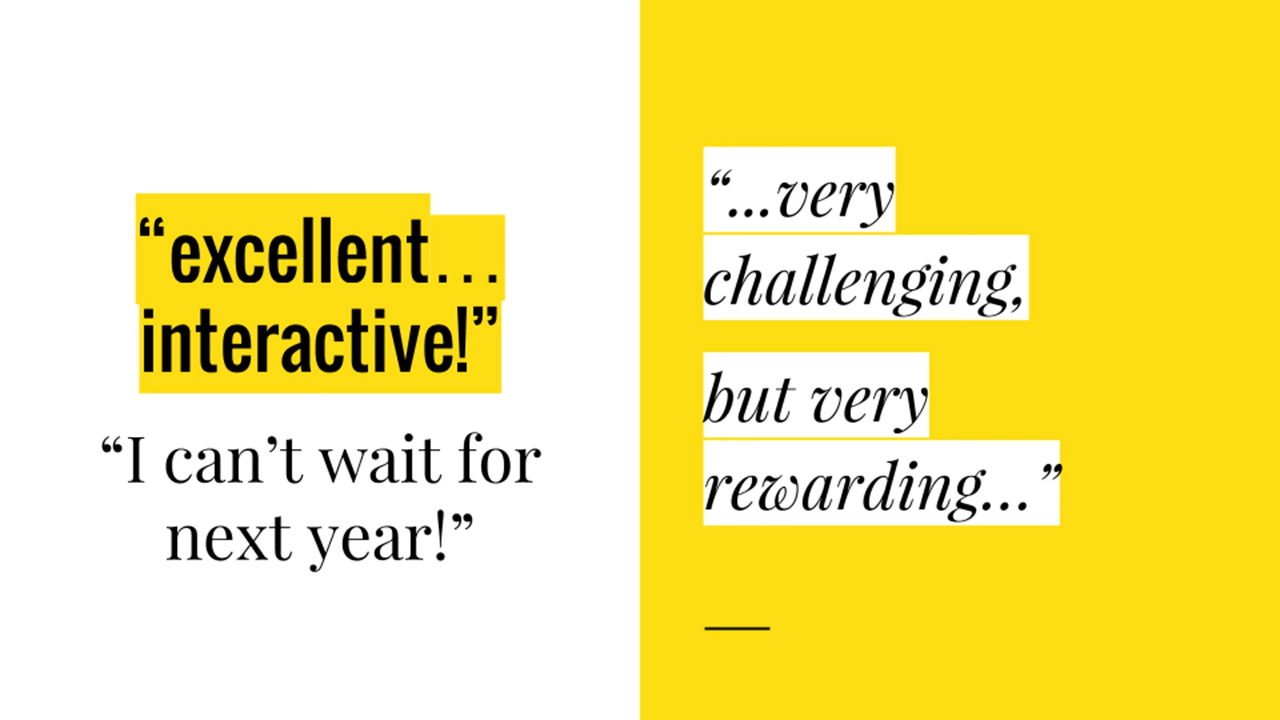 “excellent...
interactive!”
“I can’t wait for
next year!”
“...very
challenging,
but very
rewarding...”